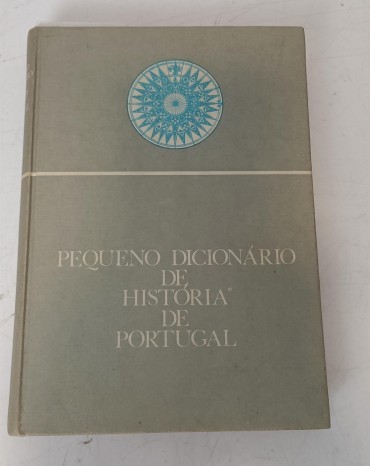 PEQUENO DICIONÁRIO
DE
HISTÓRIA
DE
PORTUGAL